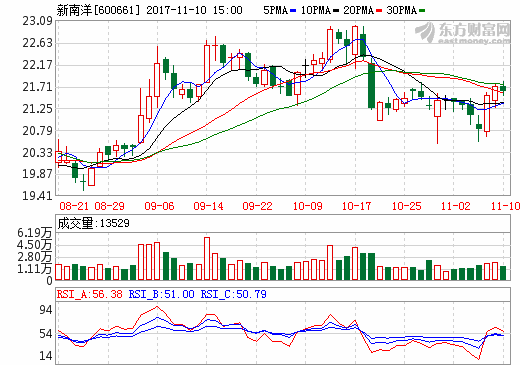 新南洋[600661] 2017-11-10 15:00 5PMA 10PMA 20PMA 30PMA
东方财富网
eastmoney.com
23.09
22.63
22.17
21.71
21.25
20.79
20.33
19.87
19.41
08-21 08-29 09-06 09-14 09-22 10-09 10-17 10-25 11-02 11-10
成交量:13529
6.19万
4.50万
2.80万
1.11万
0
RSI_A:56.38 RSI_B:51.00 RSI_C:50.79
94
54
14